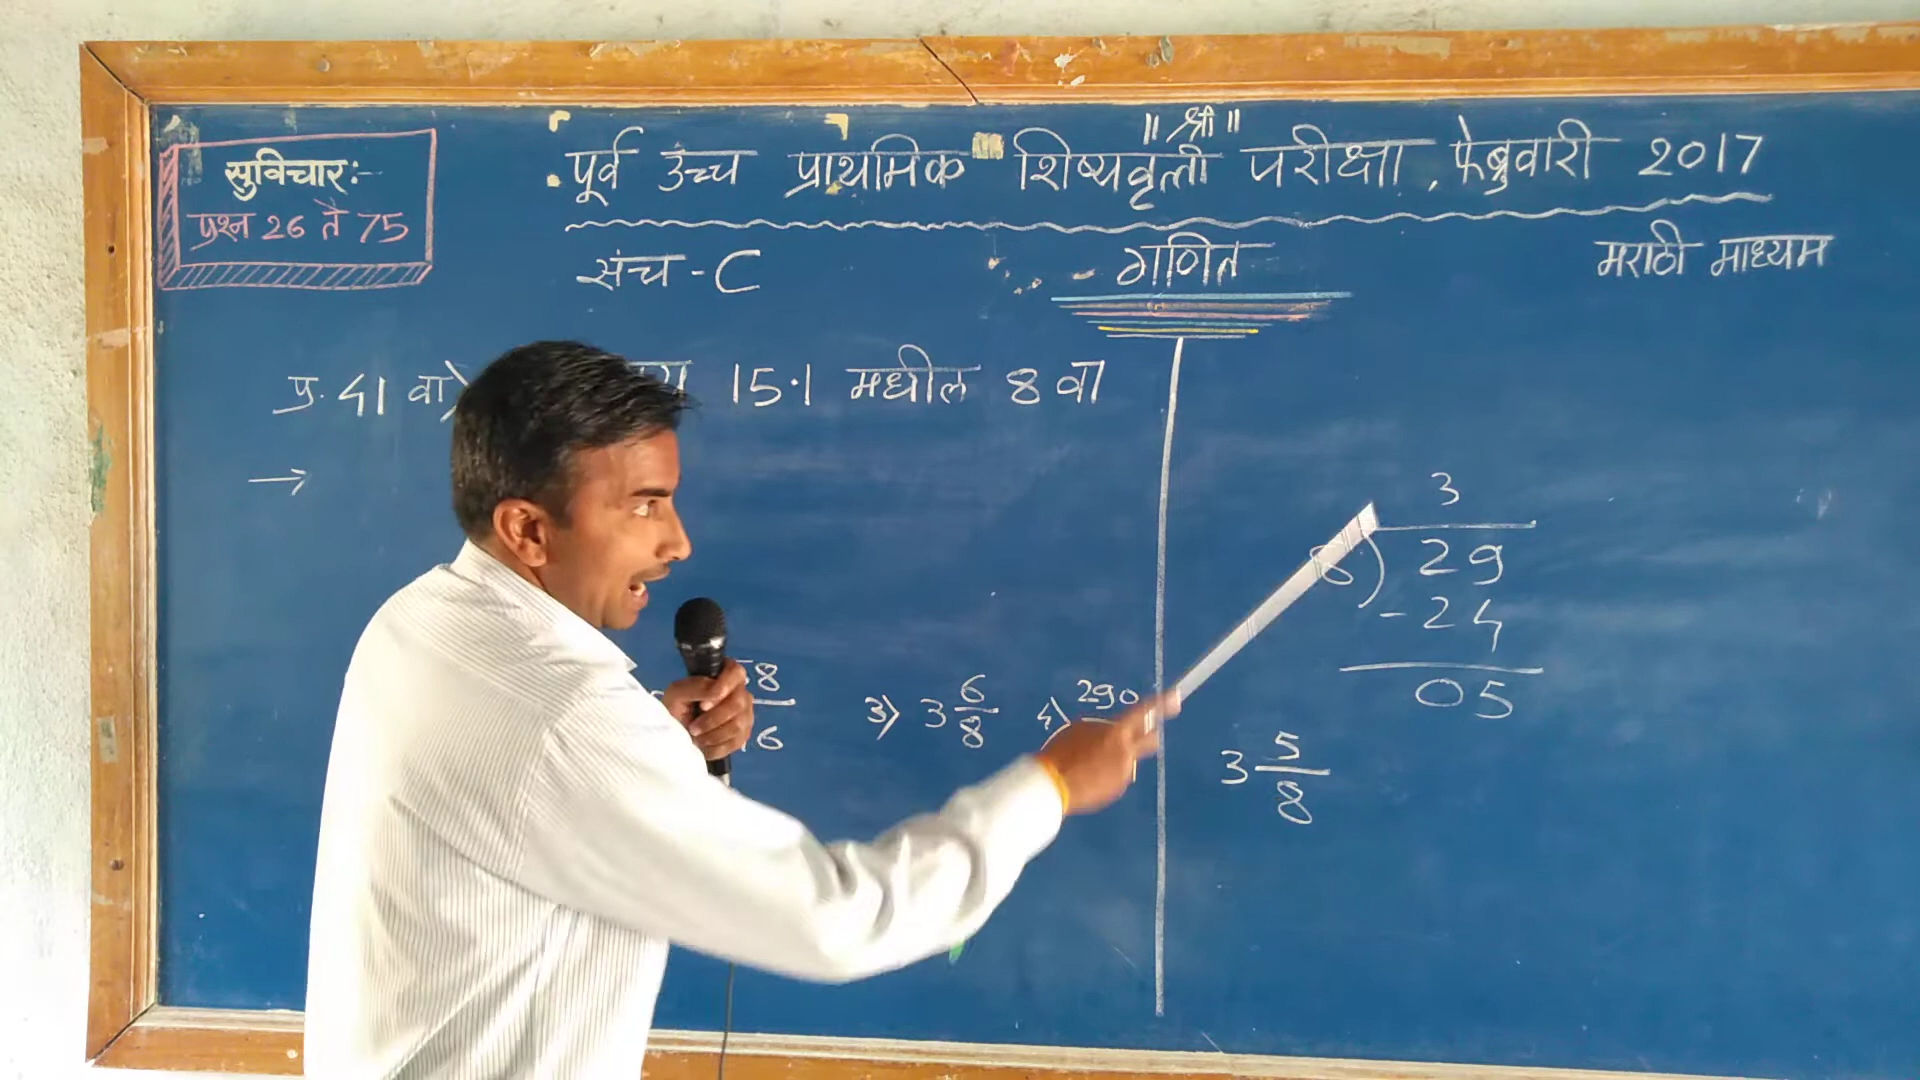 ॥ श्री ॥
पूर्व उच्च प्राथमिक शिष्यवृत्ती परीक्षा, फेब्रुवारी 2017
सुविचार:-
प्रश्न 26 ते 75
संच - C
गणित
मराठी माध्यम
प्र. 41 वा) 15.1 मधील 8 वा
→
3
8) 29
- 24
05
3) 3 6/8
4) 290
3 5/8